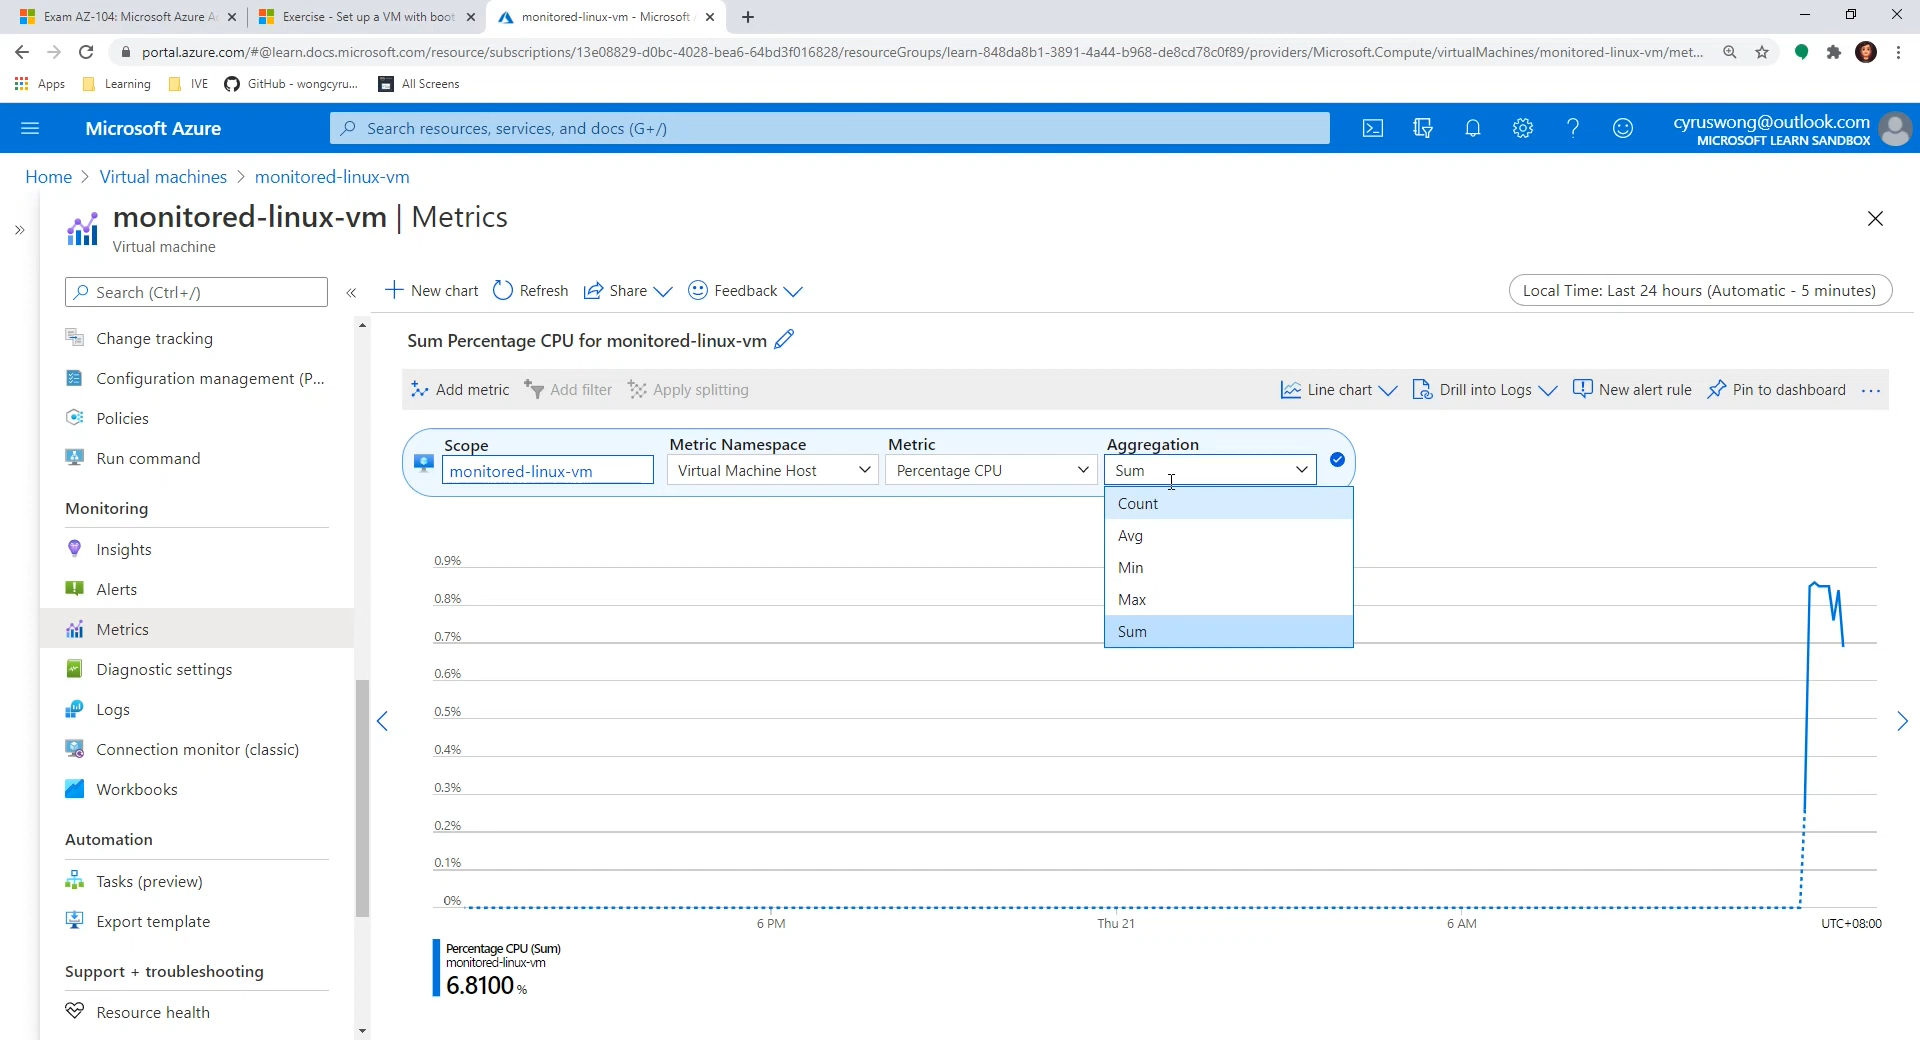 Exam AZ-104: Microsoft Azure A
Exercise - Set up a VM with boot
monitored-linux-vm - Microsoft
portal.azure.com/#@learn.docs.microsoft.com/resource/subscriptions/13e08829-d0bc-4028-bea6-64bd3f016828/resourceGroups/learn-848da8b1-3891-4a44-b968-de8cd78c0f89/providers/Microsoft.Compute/virtualMachines/monitored-linux-vm/met...
Apps
Learning
IVE
GitHub - wongcyru...
All Screens
Microsoft Azure
Search resources, services, and docs (G+/)
cyruswong@outlook.com
MICROSOFT LEARN SANDBOX
Home > Virtual machines > monitored-linux-vm
monitored-linux-vm | Metrics
Virtual machine
Search (Ctrl+/)
Change tracking
Configuration management (P...
Policies
Run command
Monitoring
Insights
Alerts
Metrics
Diagnostic settings
Logs
Connection monitor (classic)
Workbooks
Automation
Tasks (preview)
Export template
Support + troubleshooting
Resource health
New chart
Refresh
Share
Feedback
Local Time: Last 24 hours (Automatic - 5 minutes)
Sum Percentage CPU for monitored-linux-vm
Add metric
Add filter
Apply splitting
Line chart
Drill into Logs
New alert rule
Pin to dashboard
Scope
monitored-linux-vm
Metric Namespace
Virtual Machine Host
Metric
Percentage CPU
Aggregation
Sum
Count
Avg
Min
Max
Sum
0.9%
0.8%
0.7%
0.6%
0.5%
0.4%
0.3%
0.2%
0.1%
0%
6 PM
Thu 21
6 AM
UTC+08:00
Percentage CPU (Sum)
monitored-linux-vm
6.8100 %